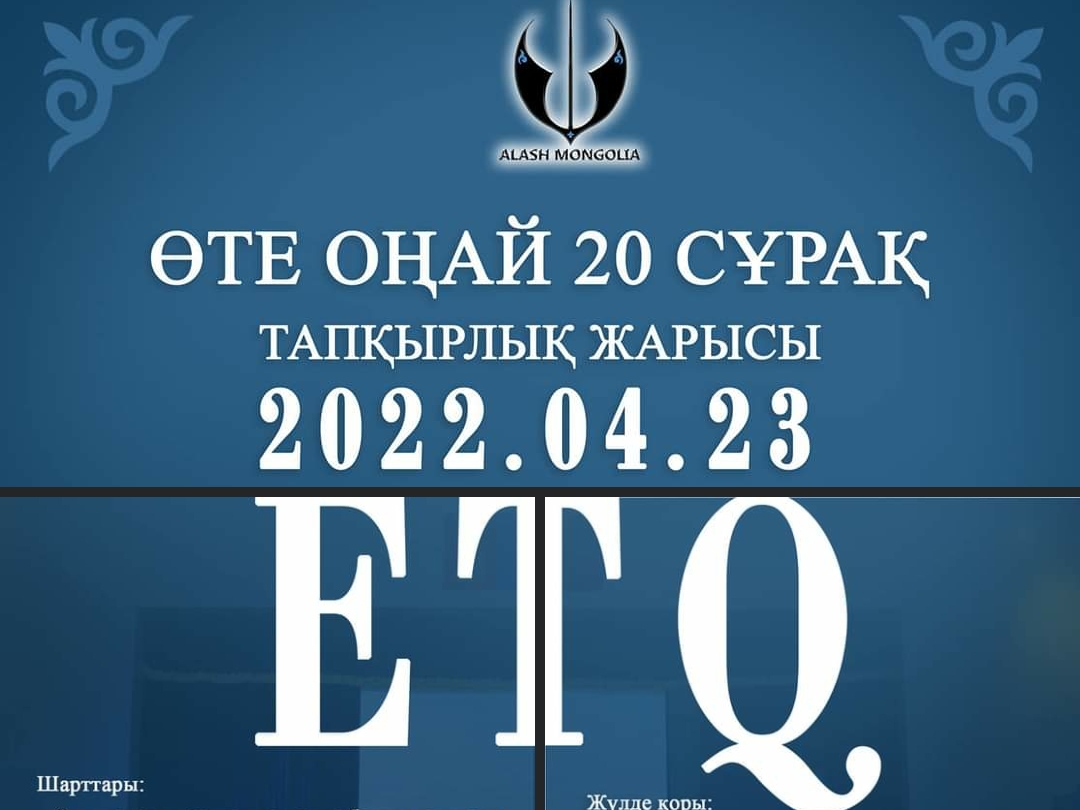 ALASH MONGOLIA
ӨТЕ ОҢАЙ 20 СҰРАҚ
ТАПҚЫРЛЫҚ ЖАРЫСЫ
2022.04.23
ETQ
Шарттары:
Жүлде қоры: